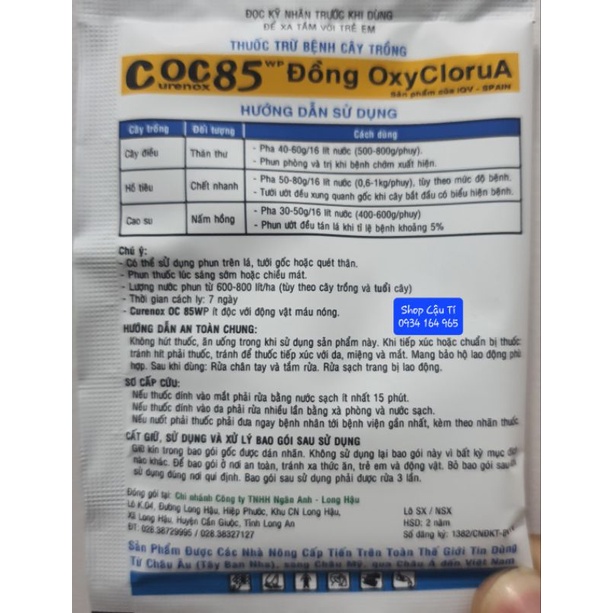 ĐỌC KỸ NHÃN TRƯỚC KHI DÙNG
ĐỂ XA TẦM VỚI TRẺ EM
THUỐC TRỪ BỆNH CÂY TRỒNG
COC85 WP ĐồNG OxyCloruA
Curenox Sản phẩm của IQV - SPAIN
HƯỚNG DẪN SỬ DỤNG
Cây trồng Đối tượng Cách dùng
Cây điều Thán thư - Pha 40-60g/16 lít nước (500-800g/phuy).
- Phun phòng và trị khi bệnh chớm xuất hiện.
Hồ tiêu Chết nhanh - Pha 50-80g/16 lít nước (0,6-1kg/phuy), tùy theo mức độ bệnh.
- Tưới ướt đều xung quanh gốc khi cây bắt đầu có biểu hiện bệnh.
Cao su Nấm hồng - Pha 30-50g/16 lít nước (400-600g/phuy)
- Phun ướt đều tán lá khi tỉ lệ bệnh khoảng 5%
Chú ý:
- Có thể sử dụng phun trên lá, tưới gốc hoặc quét thân.
- Phun thuốc lúc sáng sớm hoặc chiều mát.
- Lượng nước phun từ 600-800 lít/ha (tùy theo cây trồng và tuổi cây)
- Thời gian cách ly: 7 ngày
- Curenox OC 85WP ít độc với động vật máu nóng.
Shop Cậu Tí
0934 164 965
HƯỚNG DẪN AN TOÀN CHUNG:
Không hút thuốc, ăn uống trong khi sử dụng sản phẩm này. Khi tiếp xúc hoặc chuẩn bị thuốc
tránh hít phải thuốc, tránh để thuốc tiếp xúc với da, miệng và mắt. Mang bảo hộ lao động phù
hợp. Sau khi dùng: Rửa chân tay và tắm rửa. Rửa sạch trang bị lao động.
SƠ CẤP CỨU:
Nếu thuốc dính vào mắt phải rửa bằng nước sạch ít nhất 15 phút.
Nếu thuốc dính vào da phải rửa nhiều lần bằng xà phòng và nước sạch.
Nếu nuốt phải thuốc phải đưa ngay bệnh nhân tới bệnh viện gần nhất, kèm theo nhãn thuốc.
CẤT GIỮ, SỬ DỤNG VÀ XỬ LÝ BAO GÓI SAU SỬ DỤNG
Giữ kín trong bao gói gốc được dán nhãn. Không sử dụng lại bao gói này vì bất kỳ mục đích
nào khác. Để bao gói ở nơi an toàn, tránh xa thức ăn, trẻ em và động vật. Bỏ bao gói sau
sử dụng đúng nơi qui định. Bao gói sau sử dụng phải được rửa 3 lần.
Đóng gói tại: Chi nhánh Công ty TNHH Ngân Anh - Long Hậu
Lô K.04, Đường Long Hậu, Hiệp Phước, Khu CN Long Hậu,
Xã Long Hậu, Huyện Cần Giuộc, Tỉnh Long An
ĐT: 028.38729995 / 028.38327127
Lô SX / NSX
HSD: 2 năm
Số đăng ký: 1382/CNĐKT-
Sản Phẩm Được Các Nhà Nông Cấp Tiến Trên Toàn Thế Giới Tin Dùng
Từ Châu Âu (Tây Ban Nha), sang Châu Mỹ, qua Châu Á đến Việt Nam